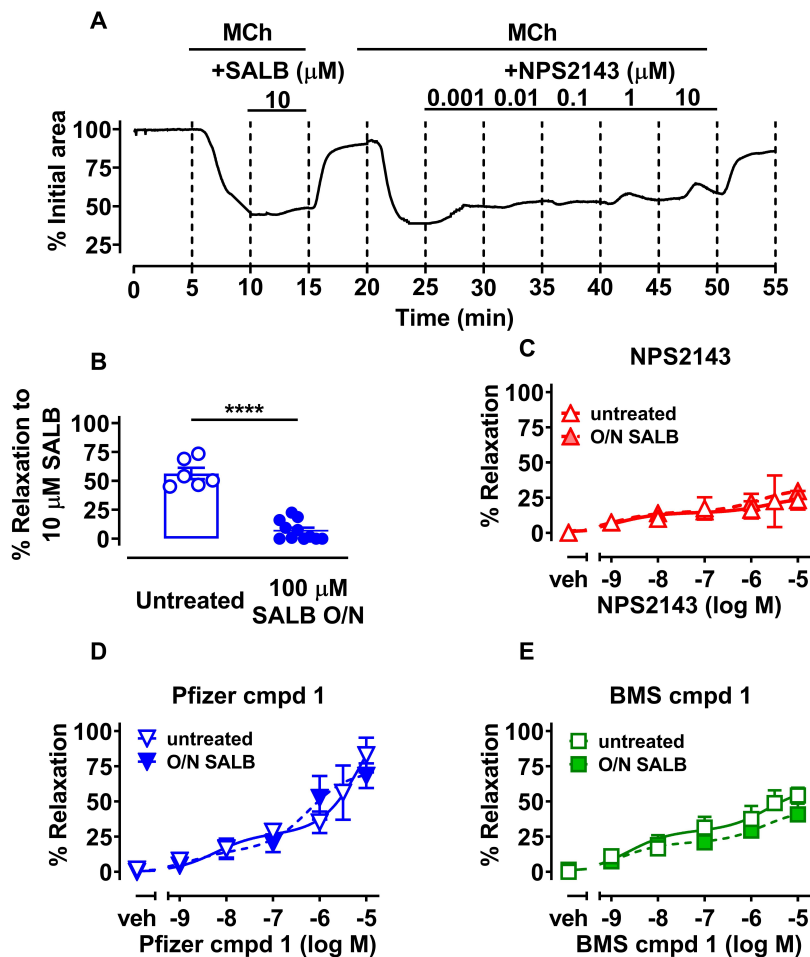 A
MCh MCh
+SALB (μM) +NPS2143 (μM)
10 0.001 0.01 0.1 1 10
% Initial area
100
75
50
25
0 5 10 15 20 25 30 35 40 45 50 55
Time (min)
B
% Relaxation to
10 μM SALB
100
75
50
25
0
****
Untreated 100 μM
SALB O/N
C
NPS2143
% Relaxation
100
75
50
25
0
untreated
O/N SALB
veh -9 -8 -7 -6 -5
NPS2143 (log M)
D
Pfizer cmpd 1
% Relaxation
100
75
50
25
0
untreated
O/N SALB
veh -9 -8 -7 -6 -5
Pfizer cmpd 1 (log M)
E
BMS cmpd 1
% Relaxation
100
75
50
25
0
untreated
O/N SALB
veh -9 -8 -7 -6 -5
BMS cmpd 1 (log M)